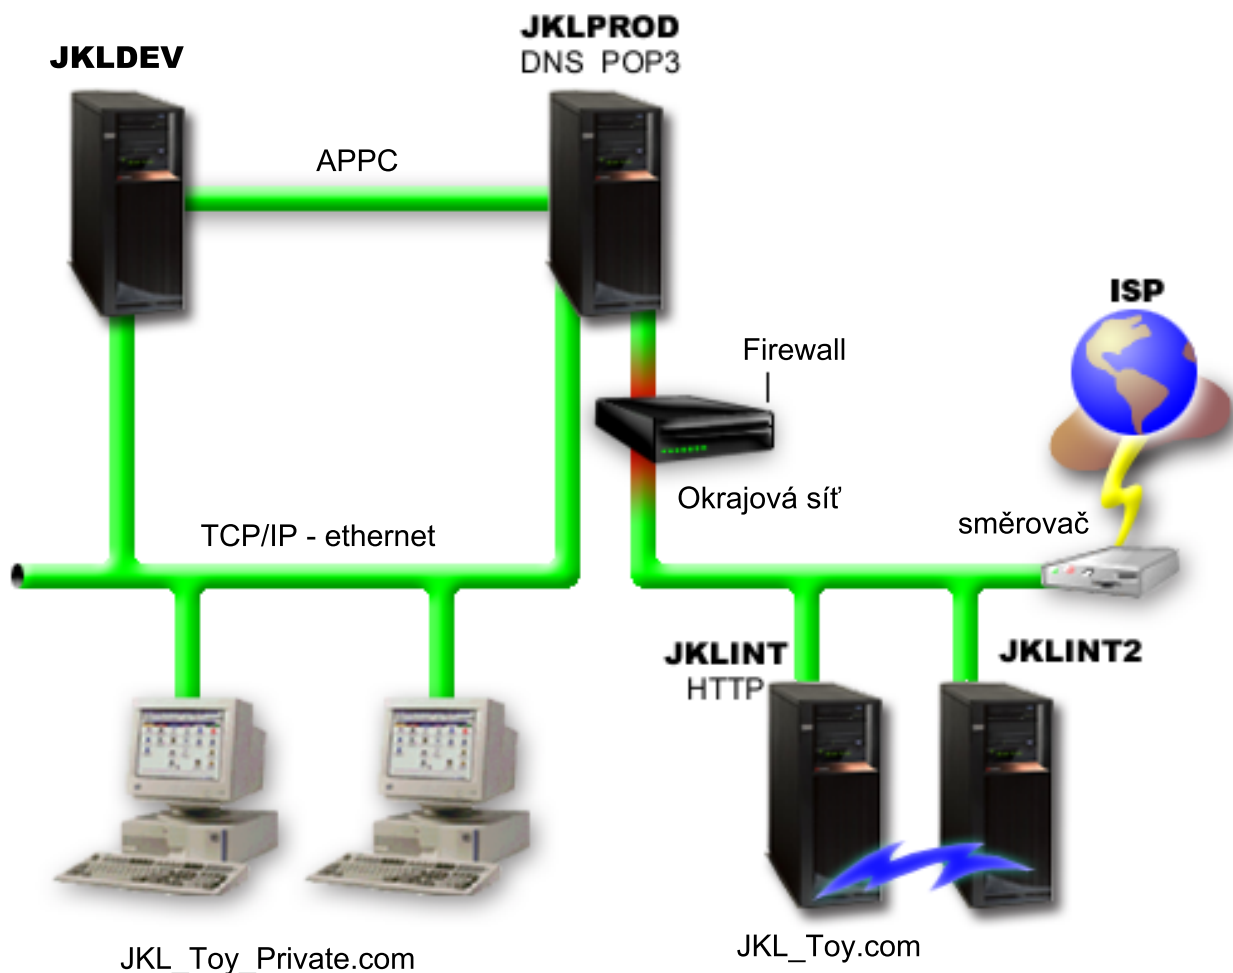 JKLDEV
JKLPROD
DNS POP3
APPC
ISP
Firewall
Okrajová síť
směrovač
TCP/IP - ethernet
JKLINT
HTTP
JKLINT2
JKL_Toy_Private.com
JKL_Toy.com